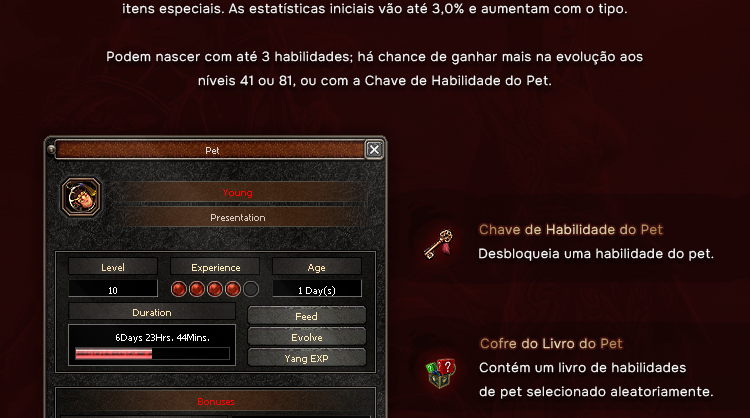 itens especiais. As estatísticas iniciais vão até 3,0% e aumentam com o tipo.
Podem nascer com até 3 habilidades; há chance de ganhar mais na evolução aos
níveis 41 ou 81, ou com a Chave de Habilidade do Pet.
Pet
Young
Presentation
Level
Experience
Age
10
1 Day(s)
Duration
6Days 23Hrs. 44Mins.
Feed
Evolve
Yang EXP
Bonuses
Chave de Habilidade do Pet
Desbloqueia uma habilidade do pet.
Cofre do Livro do Pet
Contém um livro de habilidades
de pet selecionado aleatoriamente.